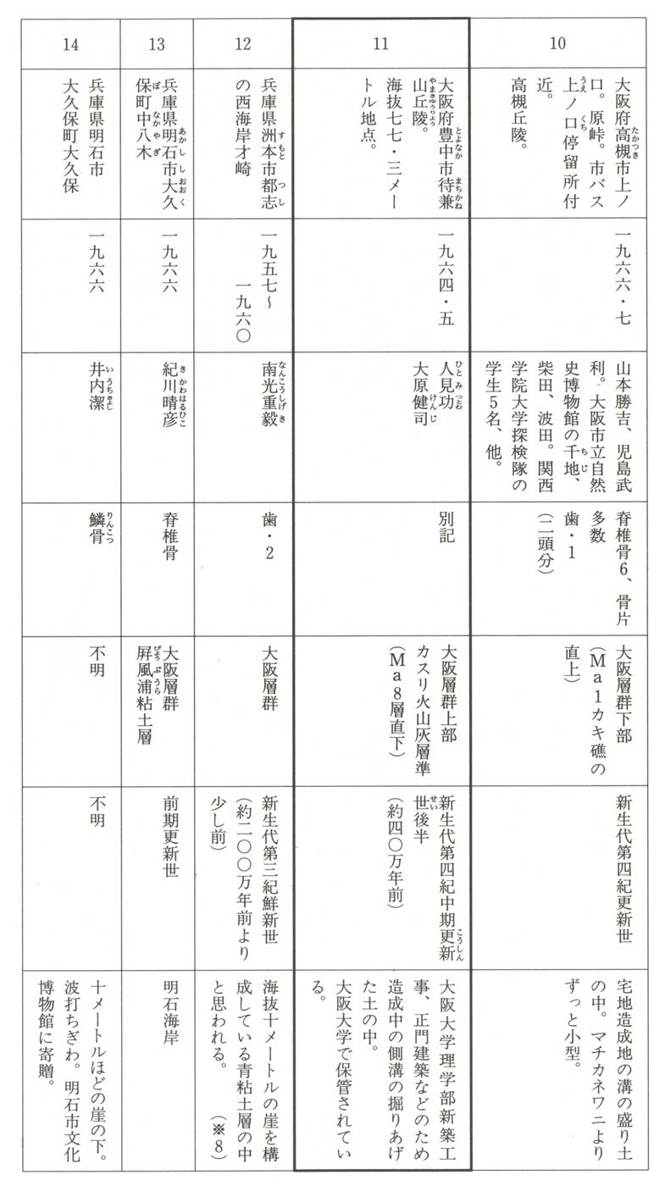 10
大阪府高槻市上ノ
口。原峠。市バス
上ノ口停留所付
近。
高槻丘陵。
一九六六・七
山本勝吉、児島武
利。大阪市立自然
史博物館の千地、
柴田、波田。関西
学院大学探検隊の
学生5名、他。
脊椎骨6、骨片
多数
歯・1
（二頭分）
大阪層群下部
（Ma1カキ礁の
直上）
新生代第四紀更新世
宅地造成地の溝の盛り土
の中。マチカネワニより
ずっと小型。
11
大阪府豊中市待兼
山丘陵。
海抜七七・三メー
トル地点。
一九六四・五
人見功
大原健司
別記
大阪層群上部
カスリ火山灰層準
（Ma8層直下）
新生代第四紀中期更新
世後半
（約四〇万年前）
大阪大学理学部新築工
事、正門建築などのため
造成中の側溝の掘りあげ
た土の中。
大阪大学で保管されてい
る。
12
兵庫県洲本市都志
の西海岸才崎
一九五七〜
一九六〇
南光重毅
歯・2
大阪層群
新生代第三紀鮮新世
（約二〇〇万年前より
少し前）
海抜十メートルの崖を構
成している青粘土層の中
と思われる。（※8）
13
兵庫県明石市大久
保町中八木
一九六六
紀川晴彦
脊椎骨
大阪層群
屏風浦粘土層
前期更新世
明石海岸
14
兵庫県明石市
大久保町大久保
一九六六
井内潔
鱗骨
不明
不明
十メートルほどの崖の下。
波打ちぎわ。明石市文化
博物館に寄贈。